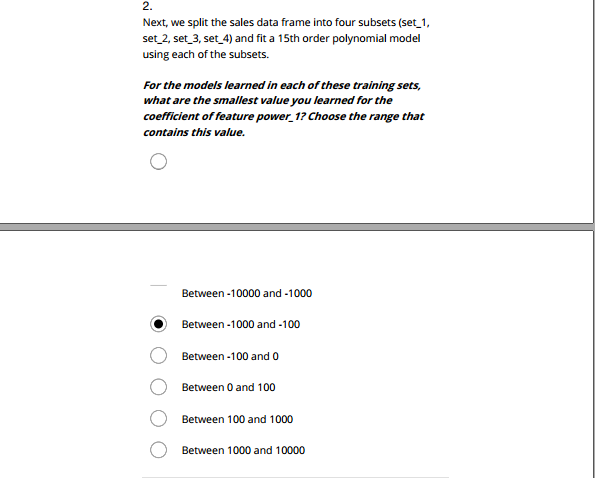 2.
Next, we split the sales data frame into four subsets (set_1,
set_2, set_3, set_4) and fit a 15th order polynomial model
using each of the subsets.
For the models learned in each of these training sets,
what are the smallest value you learned for the
coefficient of feature power_1? Choose the range that
contains this value.
Between -10000 and -1000
Between -1000 and -100
Between -100 and 0
Between 0 and 100
Between 100 and 1000
Between 1000 and 10000